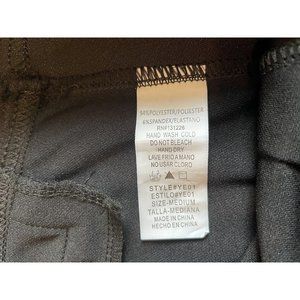 94%POLYESTER/POLIESTER
6%SPANDEX/ELASTANO
RN#131226
HAND WASH COLD
DO NOT BLEACH
HANG DRY
LAVE FRIO A MANO
NO USAR CLORO
STYLE#YE01
ESTILO#YE01
SIZE-MEDIUM
TALLA-MEDIANA
MADE IN CHINA
HECHO EN CHINA